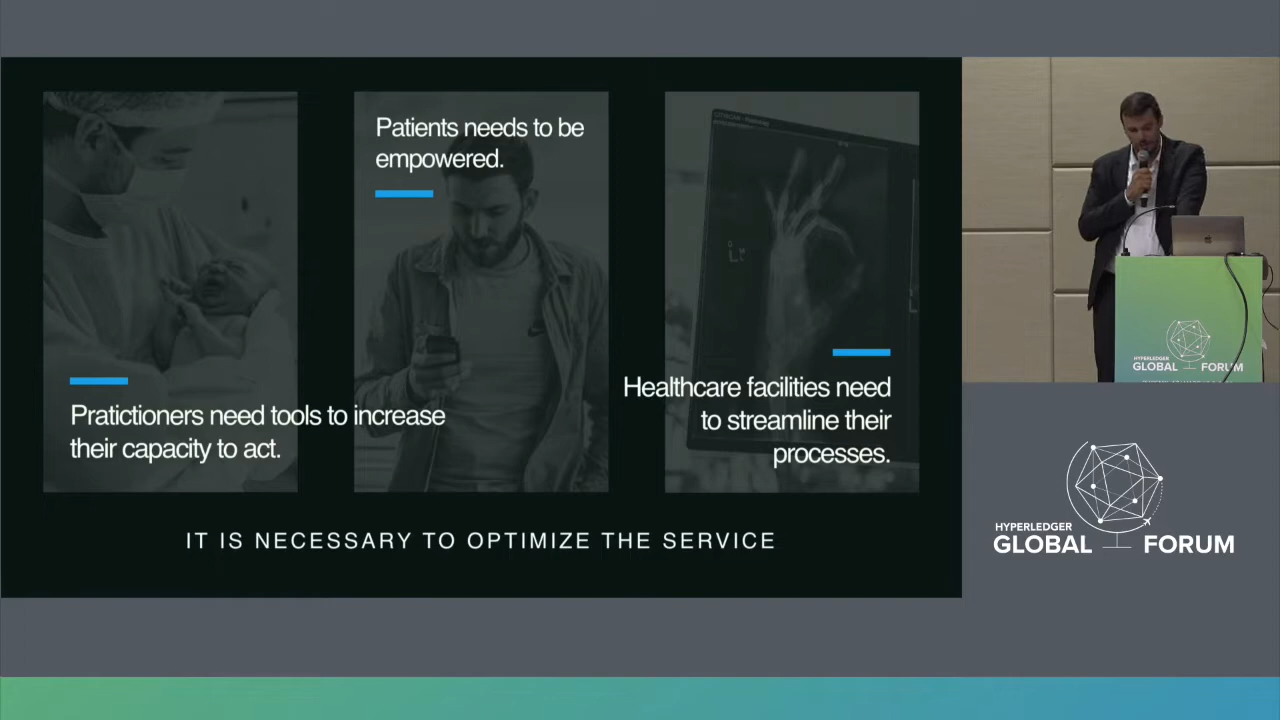 Patients needs to be
empowered.
Pratictioners need tools to increase
their capacity to act.
Healthcare facilities need
to streamline their
processes.
IT IS NECESSARY TO OPTIMIZE THE SERVICE
HYPERLEDGER
GLOBAL FORUM
HYPERLEDGER
GLOBAL FORUM